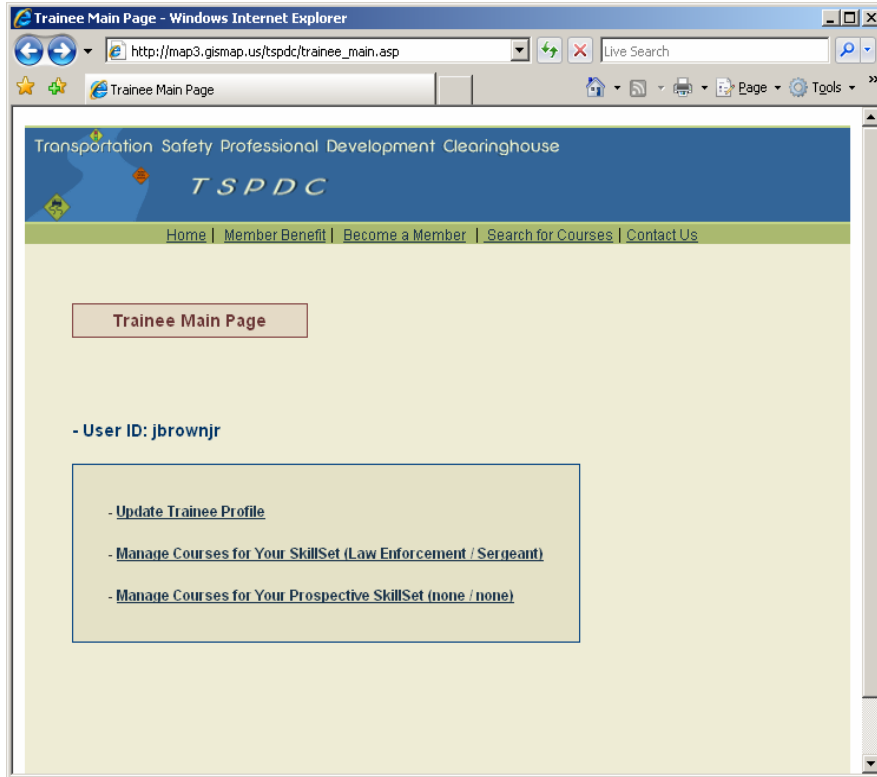 Trainee Main Page - Windows Internet Explorer
http://map3.gismap.us/tspdc/trainee_main.asp
Live Search
Trainee Main Page
Page
Tools
»
Transportation Safety Professional Development Clearinghouse
TSPDC
Home | Member Benefit | Become a Member | Search for Courses | Contact Us
Trainee Main Page
- User ID: jbrownjr
- Update Trainee Profile
- Manage Courses for Your SkillSet (Law Enforcement / Sergeant)
- Manage Courses for Your Prospective SkillSet (none / none)